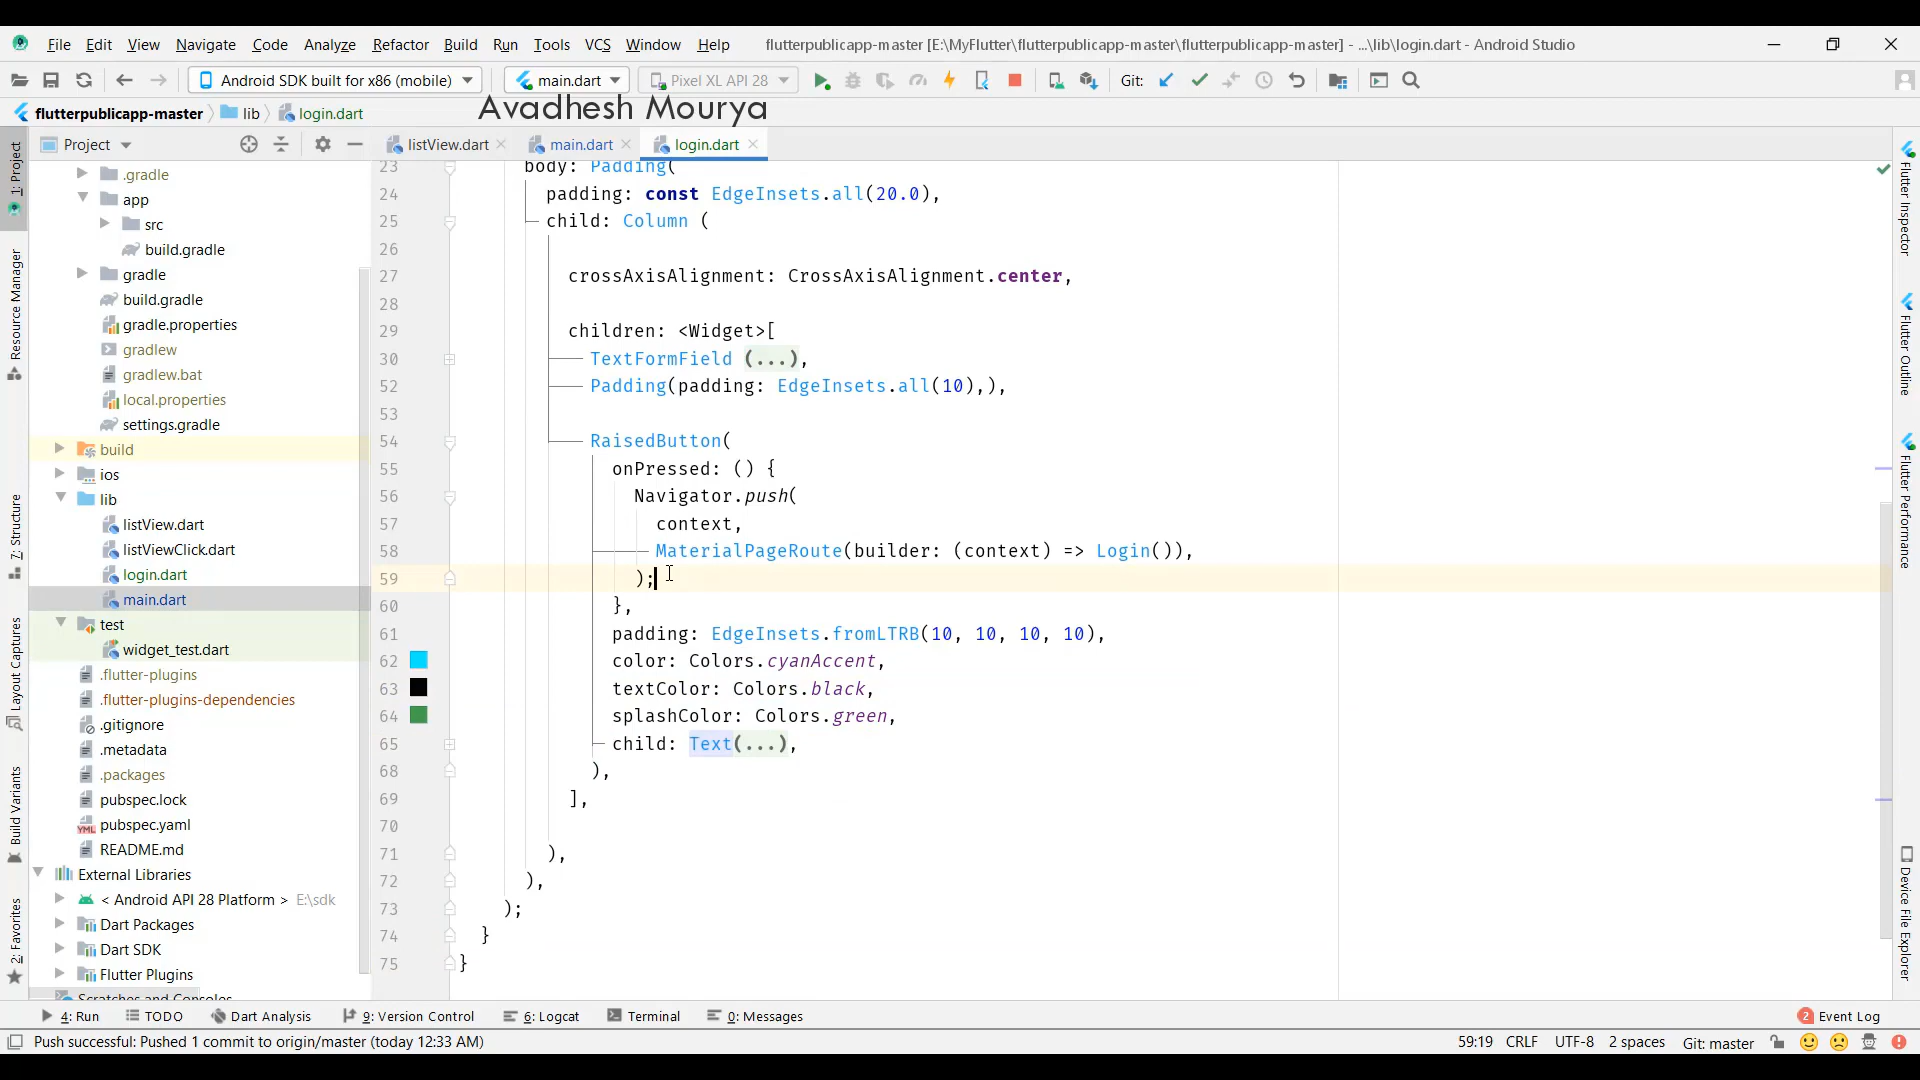 File Edit View Navigate Code Analyze Refactor Build Run Tools VCS Window Help flutterpublicapp-master [E:\MyFlutter\flutterpublicapp-master\flutterpublicapp-master] - ...\lib\login.dart - Android Studio
Android SDK built for x86 (mobile) main.dart Pixel XL API 28 Git:
flutterpublicapp-master lib login.dart
Avadhesh Mourya
Project
listView.dart main.dart login.dart
1: Project
Resource Manager
7: Structure
Layout Captures
Build Variants
2: Favorites
.gradle
app
src
build.gradle
gradle
build.gradle
gradle.properties
gradlew
gradlew.bat
local.properties
settings.gradle
build
ios
lib
listView.dart
listViewClick.dart
login.dart
main.dart
test
widget_test.dart
.flutter-plugins
.flutter-plugins-dependencies
.gitignore
.metadata
.packages
pubspec.lock
pubspec.yaml
README.md
External Libraries
< Android API 28 Platform > E:\sdk
Dart Packages
Dart SDK
Flutter Plugins
Scratches and Consoles
23 body: Padding(
24 padding: const EdgeInsets.all(20.0),
25 child: Column (
26
27 crossAxisAlignment: CrossAxisAlignment.center,
28
29 children: <Widget>[
30 TextFormField (...),
52 Padding(padding: EdgeInsets.all(10),),
53
54 RaisedButton(
55 onPressed: () {
56 Navigator.push(
57 context,
58 MaterialPageRoute(builder: (context) => Login()),
59 );
60 },
61 padding: EdgeInsets.fromLTRB(10, 10, 10, 10),
62 color: Colors.cyanAccent,
63 textColor: Colors.black,
64 splashColor: Colors.green,
65 child: Text(...),
68 ),
69 ],
70
71 ),
72 ),
73 );
74 }
75 }
Flutter Inspector
Flutter Outline
Flutter Performance
Device File Explorer
4: Run TODO Dart Analysis 9: Version Control 6: Logcat Terminal 0: Messages 2 Event Log
Push successful: Pushed 1 commit to origin/master (today 12:33 AM) 59:19 CRLF UTF-8 2 spaces Git: master